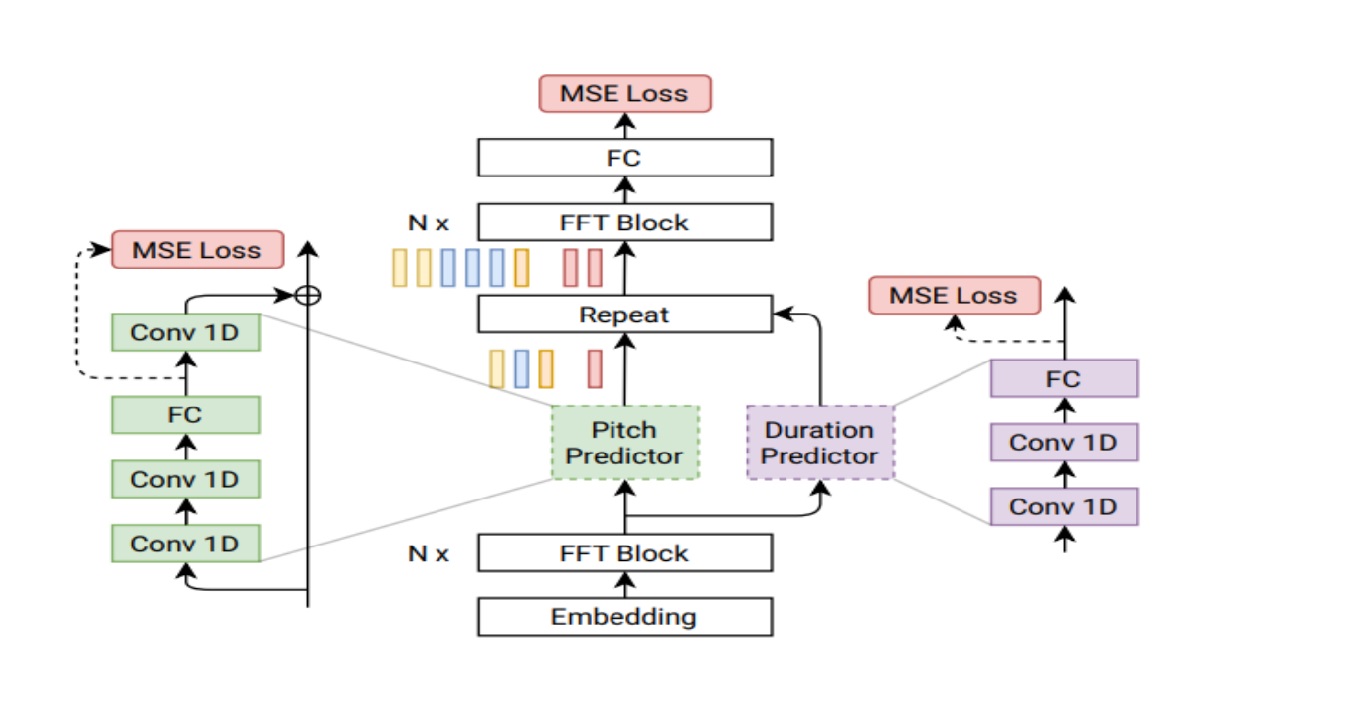 MSE Loss
FC
N x
FFT Block
Repeat
Pitch
Predictor
Duration
Predictor
N x
FFT Block
Embedding
MSE Loss
Conv 1D
FC
Conv 1D
Conv 1D
MSE Loss
FC
Conv 1D
Conv 1D